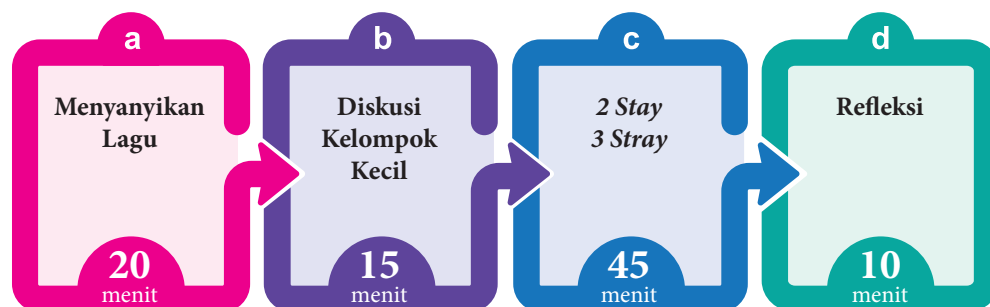 a
Menyanyikan
Lagu
20
menit
b
Diskusi
Kelompok
Kecil
15
menit
c
2 Stay
3 Stray
45
menit
d
Refleksi
10
menit